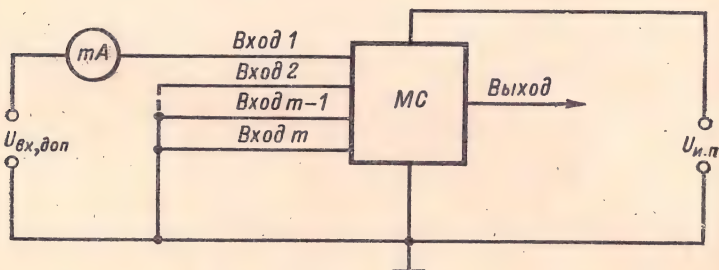 mA
Вход 1
Вход 2
Вход m-1
Вход m
МС
Выход
Uвх,доп
Uи.п